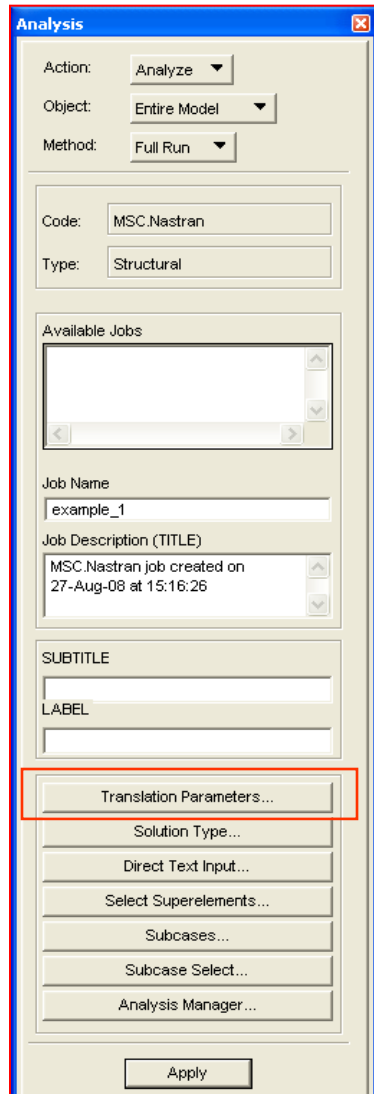 Analysis
Action: Analyze
Object: Entire Model
Method: Full Run
Code: MSC.Nastran
Type: Structural
Available Jobs
Job Name
example_1
Job Description (TITLE)
MSC.Nastran job created on
27-Aug-08 at 15:16:26
SUBTITLE
LABEL
Translation Parameters...
Solution Type...
Direct Text Input...
Select Superelements...
Subcases...
Subcase Select...
Analysis Manager...
Apply